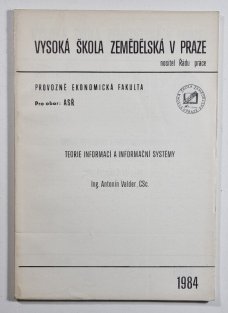 VYSOKÁ ŠKOLA ZEMĚDĚLSKÁ V PRAZE
nositel Řádu práce
PROVOZNĚ EKONOMICKÁ FAKULTA
Pro obor: ASŘ
TEORIE INFORMACÍ A INFORMAČNÍ SYSTÉMY
Ing. Antonín Valder, CSc.
1984